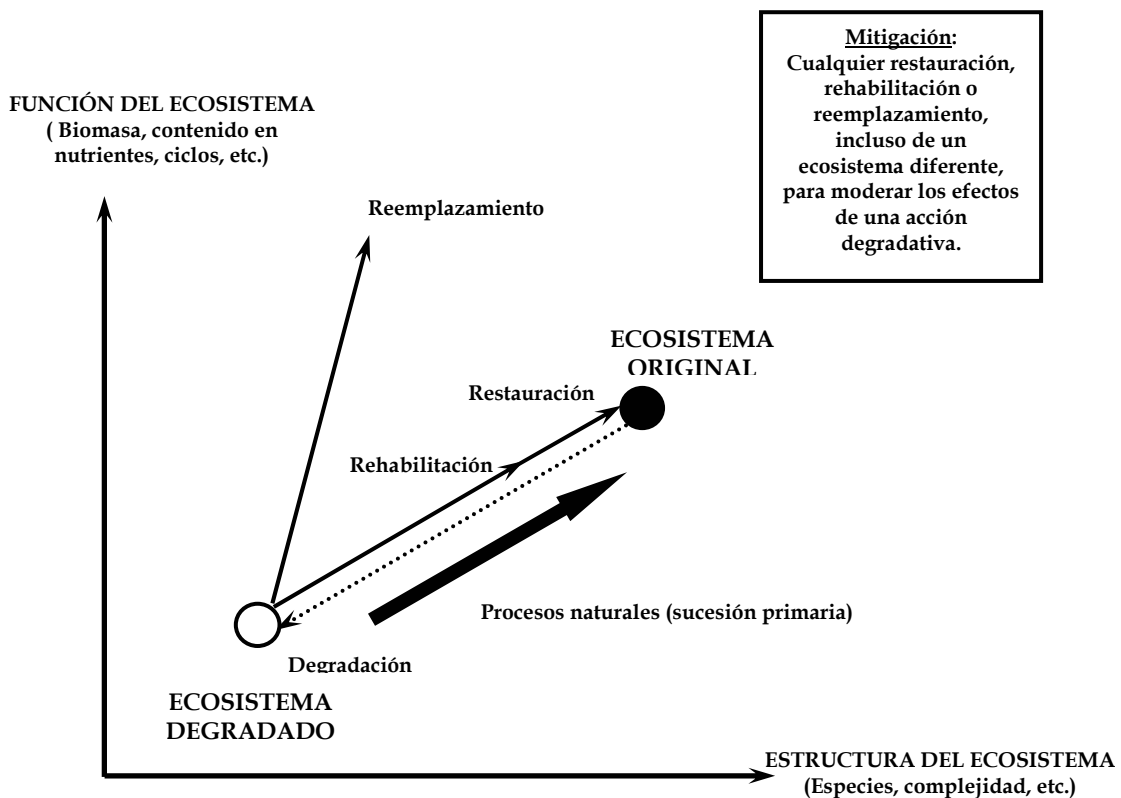 Mitigación:
Cualquier restauración,
rehabilitación o
reemplazamiento,
incluso de un
ecosistema diferente,
para moderar los efectos
de una acción
degradativa.
FUNCIÓN DEL ECOSISTEMA
( Biomasa, contenido en
nutrientes, ciclos, etc.)
Reemplazamiento
ECOSISTEMA
ORIGINAL
Restauración
Rehabilitación
Procesos naturales (sucesión primaria)
Degradación
ECOSISTEMA
DEGRADADO
ESTRUCTURA DEL ECOSISTEMA
(Especies, complejidad, etc.)